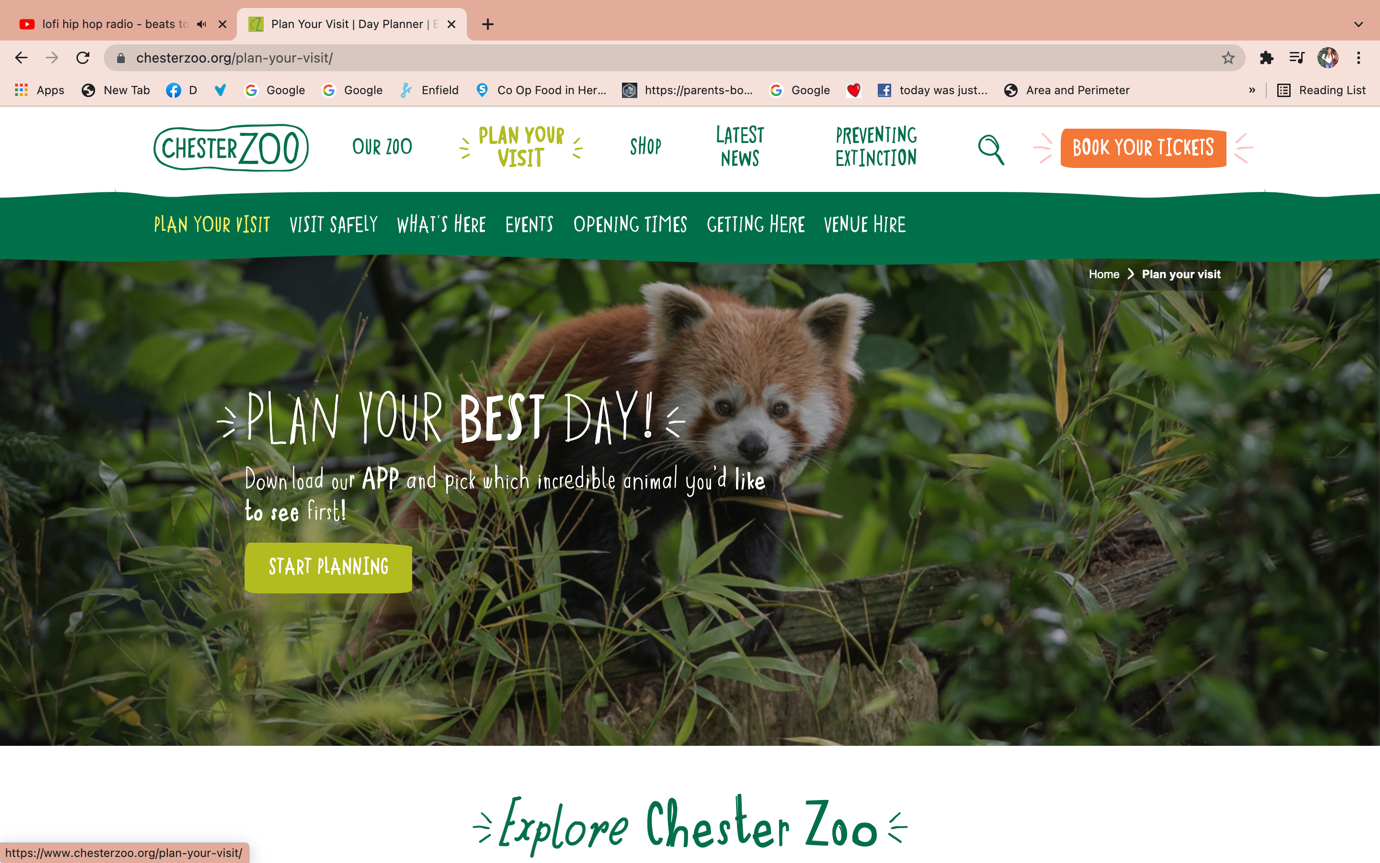 lofi hip hop radio - beats to
Plan Your Visit | Day Planner |
chesterzoo.org/plan-your-visit/
Apps New Tab D Google Google Enfield Co Op Food in Her... https://parents-bo... Google today was just... Area and Perimeter » Reading List
CHESTER ZOO
OUR ZOO
PLAN YOUR
VISIT
SHOP
LATEST
NEWS
PREVENTING
EXTINCTION
BOOK YOUR TICKETS
PLAN YOUR VISIT VISIT SAFELY WHAT'S HERE EVENTS OPENING TIMES GETTING HERE VENUE HIRE
Home > Plan your visit
PLAN YOUR BEST DAY!
Download our APP and pick which incredible animal you'd like
to see first!
START PLANNING
Explore Chester Zoo
https://www.chesterzoo.org/plan-your-visit/